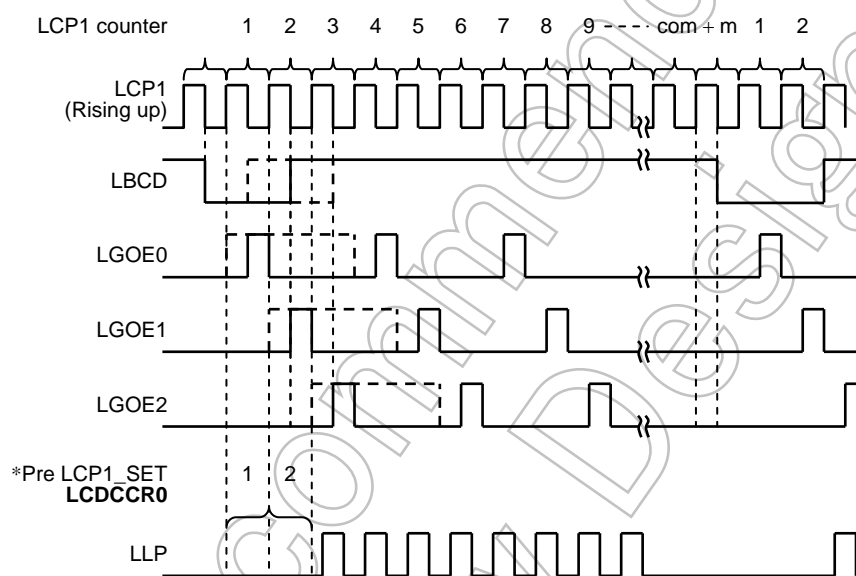 LCP1 counter 1 2 3 4 5 6 7 8 9 com + m 1 2
LCP1
(Rising up)
LBCD
LGOE0
LGOE1
LGOE2
*Pre LCP1_SET 1 2
LCDCCR0
LLP